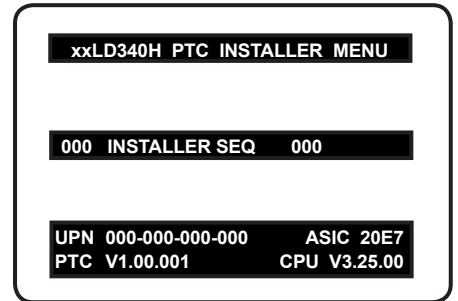 xxLD340H PTC INSTALLER MENU
000 INSTALLER SEQ 000
UPN 000-000-000-000 ASIC 20E7
PTC V1.00.001 CPU V3.25.00